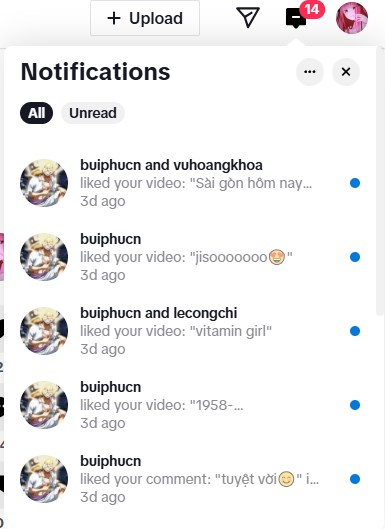 + Upload
14
Notifications
All Unread
buiphucn and vuhoangkhoa
liked your video: "Sài gòn hôm nay...
3d ago
buiphucn
liked your video: "jisooooooo🤩"
3d ago
buiphucn and lecongchi
liked your video: "vitamin girl"
3d ago
buiphucn
liked your video: "1958-...
3d ago
buiphucn
liked your comment: "tuyệt vời😊" i...
3d ago